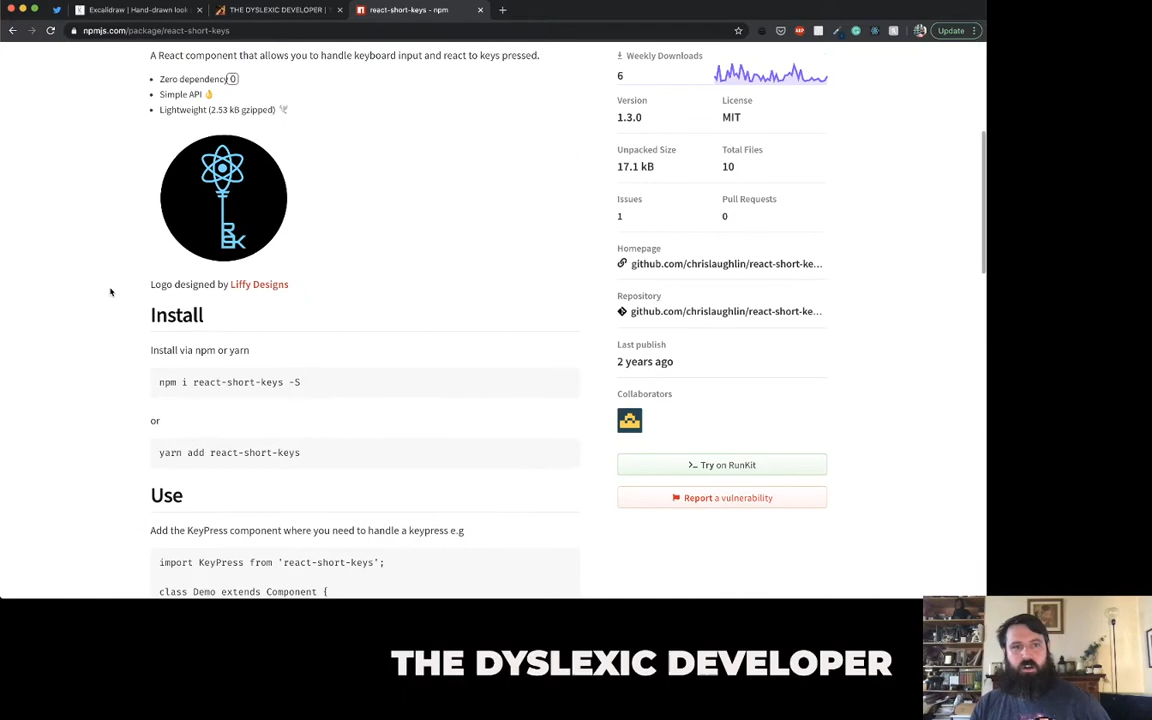 Excalidraw | Hand-drawn look
THE DYSLEXIC DEVELOPER |
react-short-keys - npm
npmjs.com/package/react-short-keys
Update
A React component that allows you to handle keyboard input and react to keys pressed.
Zero dependency 0
Simple API 👌
Lightweight (2.53 kB gzipped)
Logo designed by Liffy Designs
Install
Install via npm or yarn
npm i react-short-keys -S
or
yarn add react-short-keys
Use
Add the KeyPress component where you need to handle a keypress e.g
import KeyPress from 'react-short-keys';
class Demo extends Component {
Weekly Downloads
6
Version
License
1.3.0
MIT
Unpacked Size
Total Files
17.1 kB
10
Issues
Pull Requests
1
0
Homepage
github.com/chrislaughlin/react-short-ke...
Repository
github.com/chrislaughlin/react-short-ke...
Last publish
2 years ago
Collaborators
Try on RunKit
Report a vulnerability
THE DYSLEXIC DEVELOPER